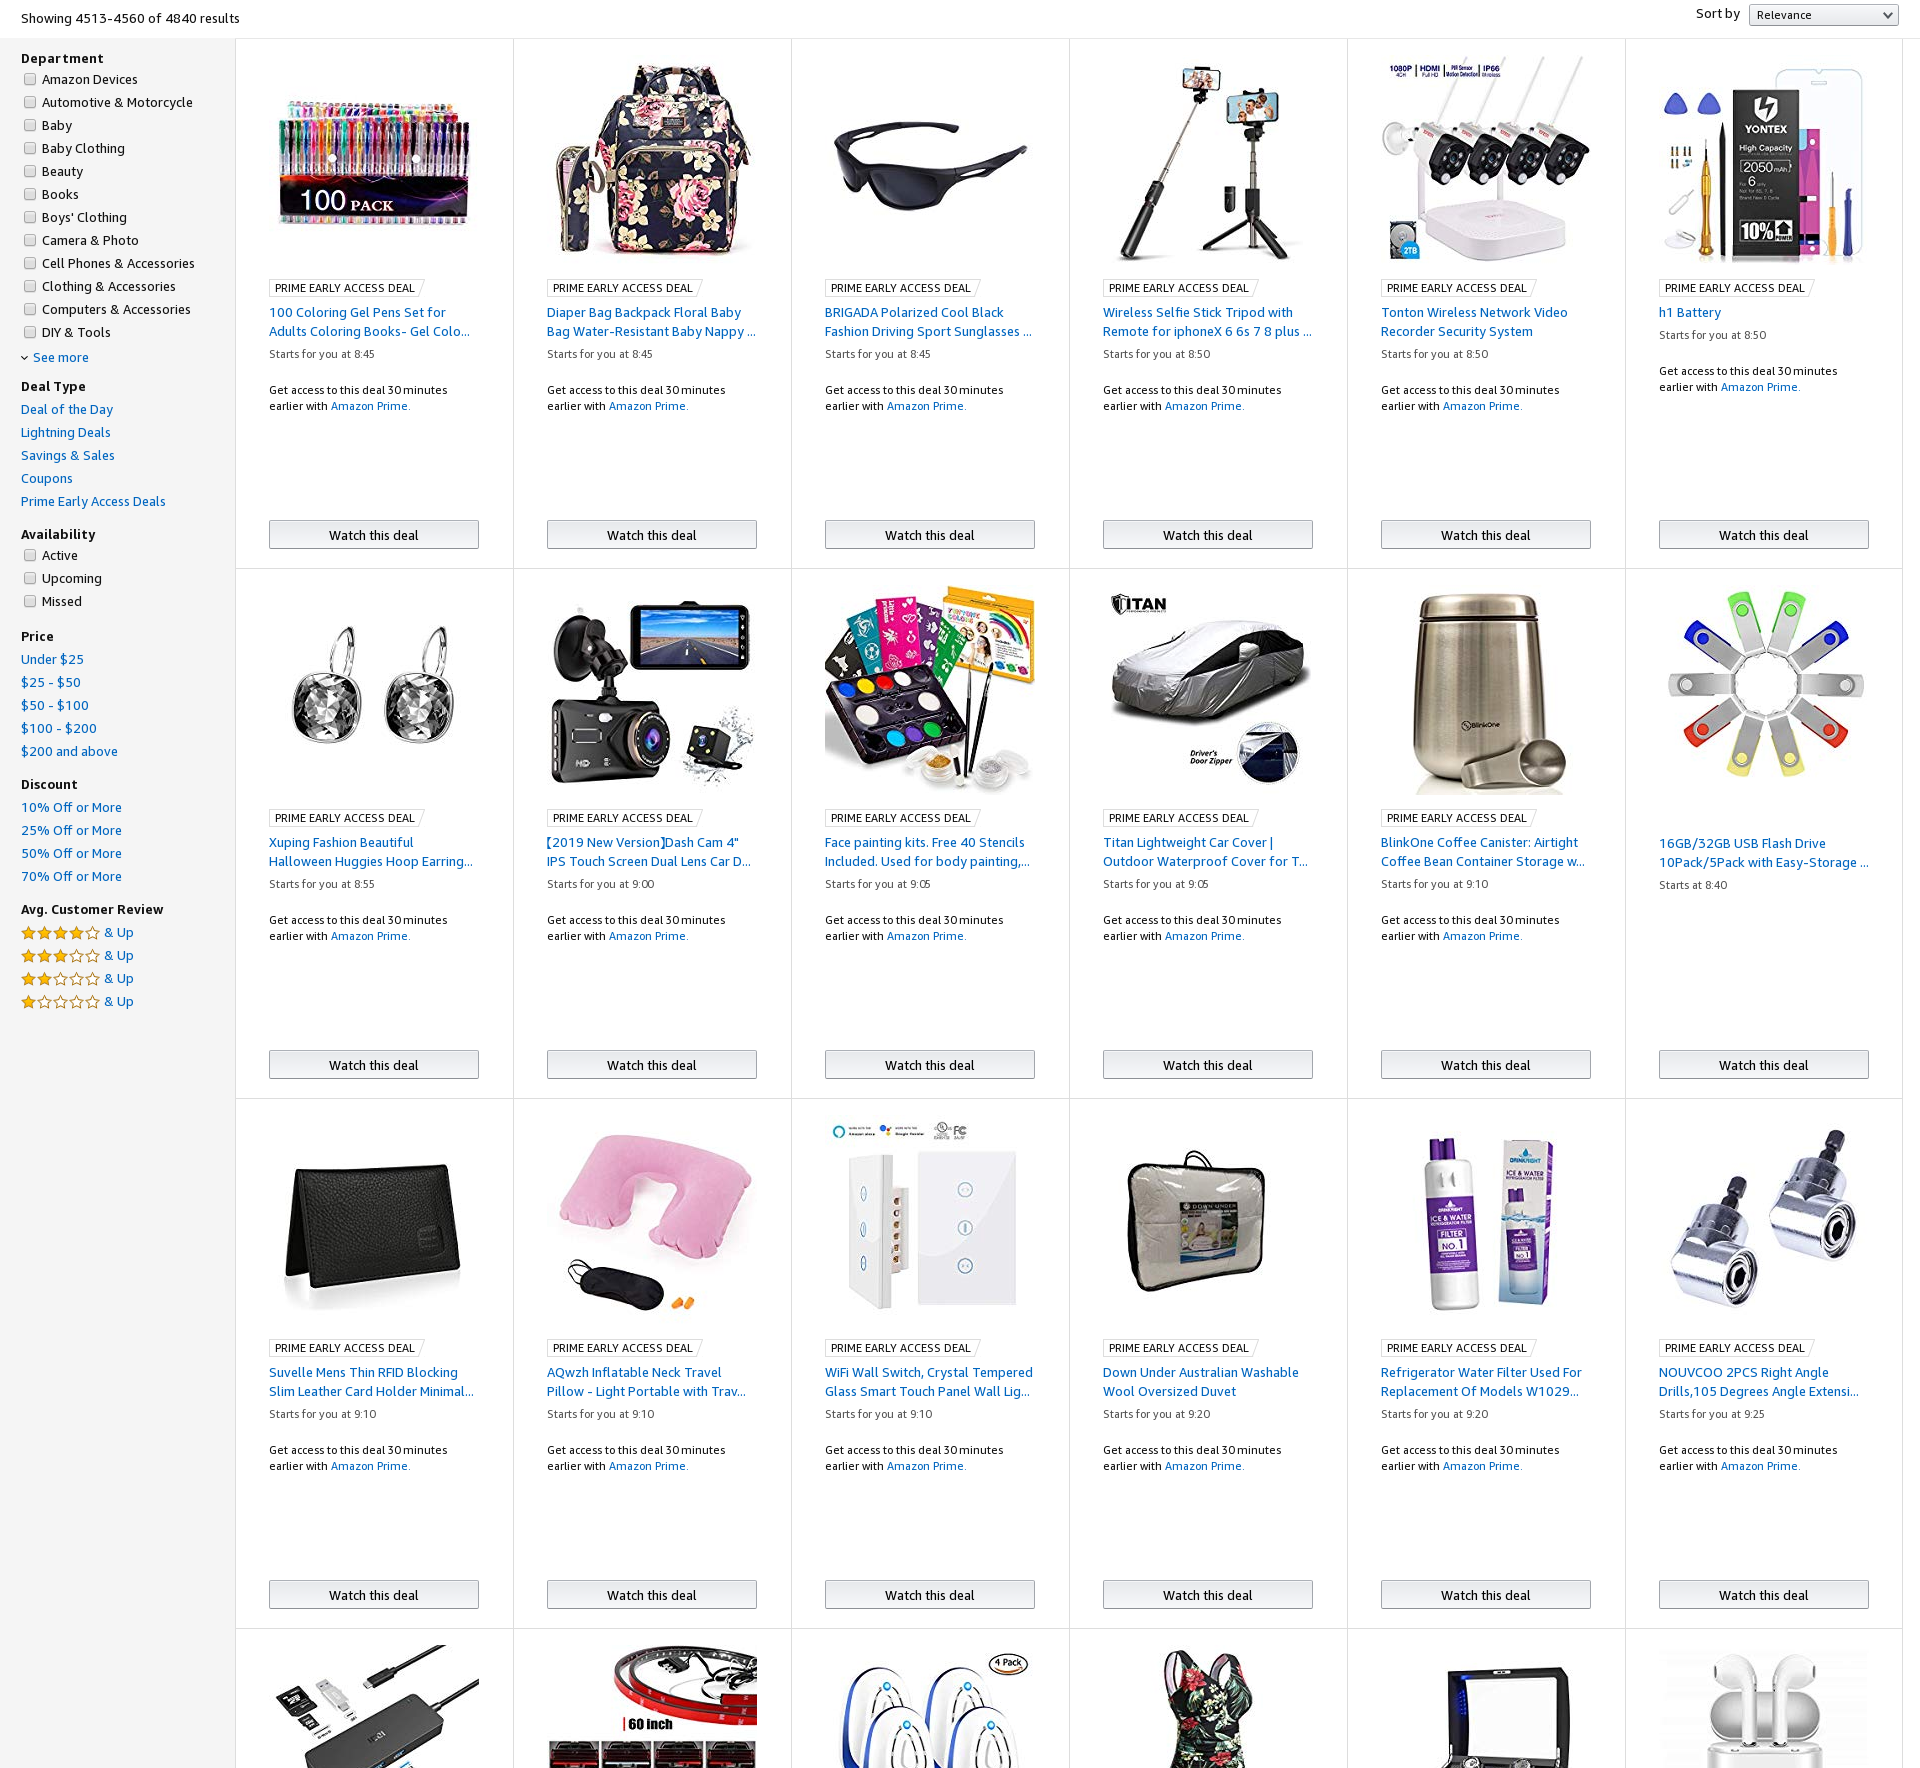 Showing 4513-4560 of 4840 results
Sort by Relevance
Department
Amazon Devices
Automotive & Motorcycle
Baby
Baby Clothing
Beauty
Books
Boys' Clothing
Camera & Photo
Cell Phones & Accessories
Clothing & Accessories
Computers & Accessories
DIY & Tools
See more
Deal Type
Deal of the Day
Lightning Deals
Savings & Sales
Coupons
Prime Early Access Deals
Availability
Active
Upcoming
Missed
Price
Under $25
$25 - $50
$50 - $100
$100 - $200
$200 and above
Discount
10% Off or More
25% Off or More
50% Off or More
70% Off or More
Avg. Customer Review
& Up
& Up
& Up
& Up
100 PACK
PRIME EARLY ACCESS DEAL
100 Coloring Gel Pens Set for
Adults Coloring Books- Gel Colo...
Starts for you at 8:45
Get access to this deal 30 minutes
earlier with Amazon Prime.
Watch this deal
PRIME EARLY ACCESS DEAL
Diaper Bag Backpack Floral Baby
Bag Water-Resistant Baby Nappy ...
Starts for you at 8:45
Get access to this deal 30 minutes
earlier with Amazon Prime.
Watch this deal
PRIME EARLY ACCESS DEAL
BRIGADA Polarized Cool Black
Fashion Driving Sport Sunglasses ...
Starts for you at 8:45
Get access to this deal 30 minutes
earlier with Amazon Prime.
Watch this deal
PRIME EARLY ACCESS DEAL
Wireless Selfie Stick Tripod with
Remote for iphoneX 6 6s 7 8 plus ...
Starts for you at 8:50
Get access to this deal 30 minutes
earlier with Amazon Prime.
Watch this deal
1080P HDMI PIR Sensor IP66
4CH Full HD Motion Detection Wireless
2TB
PRIME EARLY ACCESS DEAL
Tonton Wireless Network Video
Recorder Security System
Starts for you at 8:50
Get access to this deal 30 minutes
earlier with Amazon Prime.
Watch this deal
YONTEX
High Capacity
2050 mAh
For 6 only
10%
POWER
PRIME EARLY ACCESS DEAL
h1 Battery
Starts for you at 8:50
Get access to this deal 30 minutes
earlier with Amazon Prime.
Watch this deal
PRIME EARLY ACCESS DEAL
Xuping Fashion Beautiful
Halloween Huggies Hoop Earring...
Starts for you at 8:55
Get access to this deal 30 minutes
earlier with Amazon Prime.
Watch this deal
PRIME EARLY ACCESS DEAL
【2019 New Version】Dash Cam 4"
IPS Touch Screen Dual Lens Car D...
Starts for you at 9:00
Get access to this deal 30 minutes
earlier with Amazon Prime.
Watch this deal
PRIME EARLY ACCESS DEAL
Face painting kits. Free 40 Stencils
Included. Used for body painting,...
Starts for you at 9:05
Get access to this deal 30 minutes
earlier with Amazon Prime.
Watch this deal
TITAN
Driver's
Door Zipper
PRIME EARLY ACCESS DEAL
Titan Lightweight Car Cover |
Outdoor Waterproof Cover for T...
Starts for you at 9:05
Get access to this deal 30 minutes
earlier with Amazon Prime.
Watch this deal
BlinkOne
PRIME EARLY ACCESS DEAL
BlinkOne Coffee Canister: Airtight
Coffee Bean Container Storage w...
Starts for you at 9:10
Get access to this deal 30 minutes
earlier with Amazon Prime.
Watch this deal
16GB/32GB USB Flash Drive
10Pack/5Pack with Easy-Storage ...
Starts at 8:40
Watch this deal
PRIME EARLY ACCESS DEAL
Suvelle Mens Thin RFID Blocking
Slim Leather Card Holder Minimal...
Starts for you at 9:10
Get access to this deal 30 minutes
earlier with Amazon Prime.
Watch this deal
PRIME EARLY ACCESS DEAL
AQwzh Inflatable Neck Travel
Pillow - Light Portable with Trav...
Starts for you at 9:10
Get access to this deal 30 minutes
earlier with Amazon Prime.
Watch this deal
PRIME EARLY ACCESS DEAL
WiFi Wall Switch, Crystal Tempered
Glass Smart Touch Panel Wall Lig...
Starts for you at 9:10
Get access to this deal 30 minutes
earlier with Amazon Prime.
Watch this deal
DOWN UNDER
PRIME EARLY ACCESS DEAL
Down Under Australian Washable
Wool Oversized Duvet
Starts for you at 9:20
Get access to this deal 30 minutes
earlier with Amazon Prime.
Watch this deal
DRINKRIGHT
ICE & WATER
REFRIGERATOR FILTER
FILTER
NO.1
PRIME EARLY ACCESS DEAL
Refrigerator Water Filter Used For
Replacement Of Models W1029...
Starts for you at 9:20
Get access to this deal 30 minutes
earlier with Amazon Prime.
Watch this deal
PRIME EARLY ACCESS DEAL
NOUVCOO 2PCS Right Angle
Drills,105 Degrees Angle Extensi...
Starts for you at 9:25
Get access to this deal 30 minutes
earlier with Amazon Prime.
Watch this deal
60 inch
4 Pack